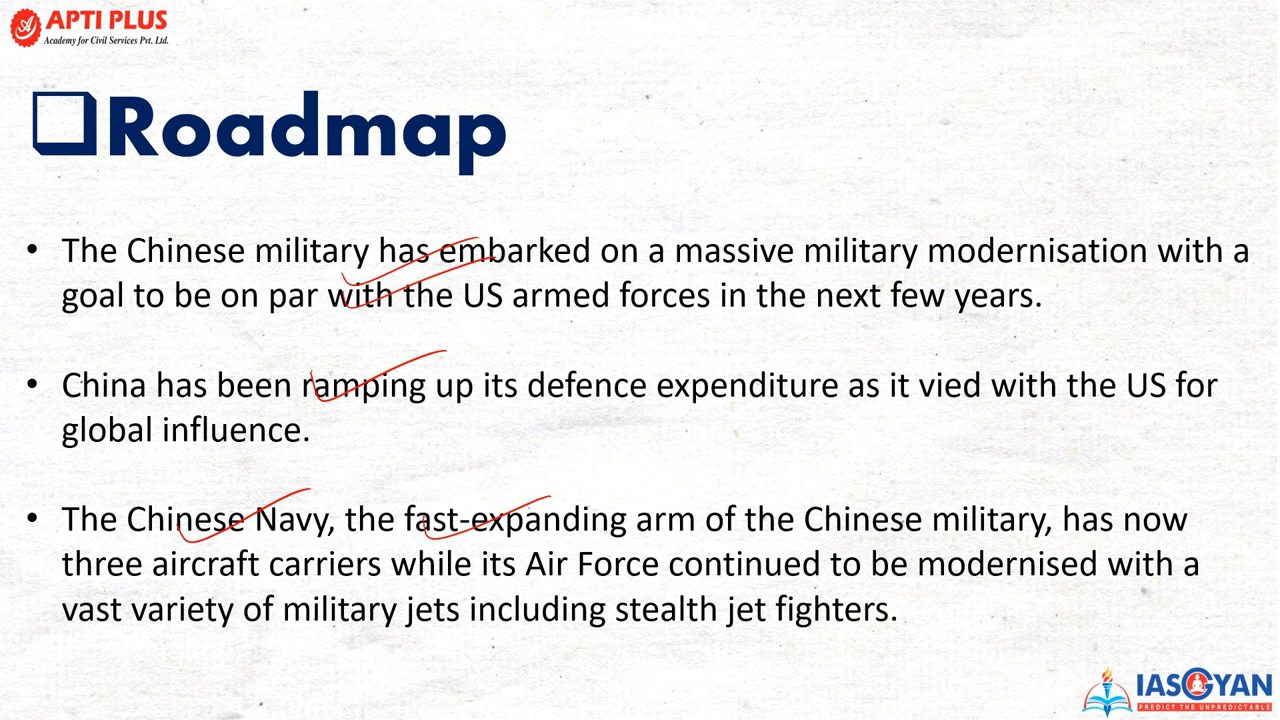 APTI PLUS
Academy for Civil Services Pvt. Ltd.
Roadmap
• The Chinese military has embarked on a massive military modernisation with a
goal to be on par with the US armed forces in the next few years.
• China has been ramping up its defence expenditure as it vied with the US for
global influence.
• The Chinese Navy, the fast-expanding arm of the Chinese military, has now
three aircraft carriers while its Air Force continued to be modernised with a
vast variety of military jets including stealth jet fighters.
IASGYAN
PREDICT THE UNPREDICTABLE